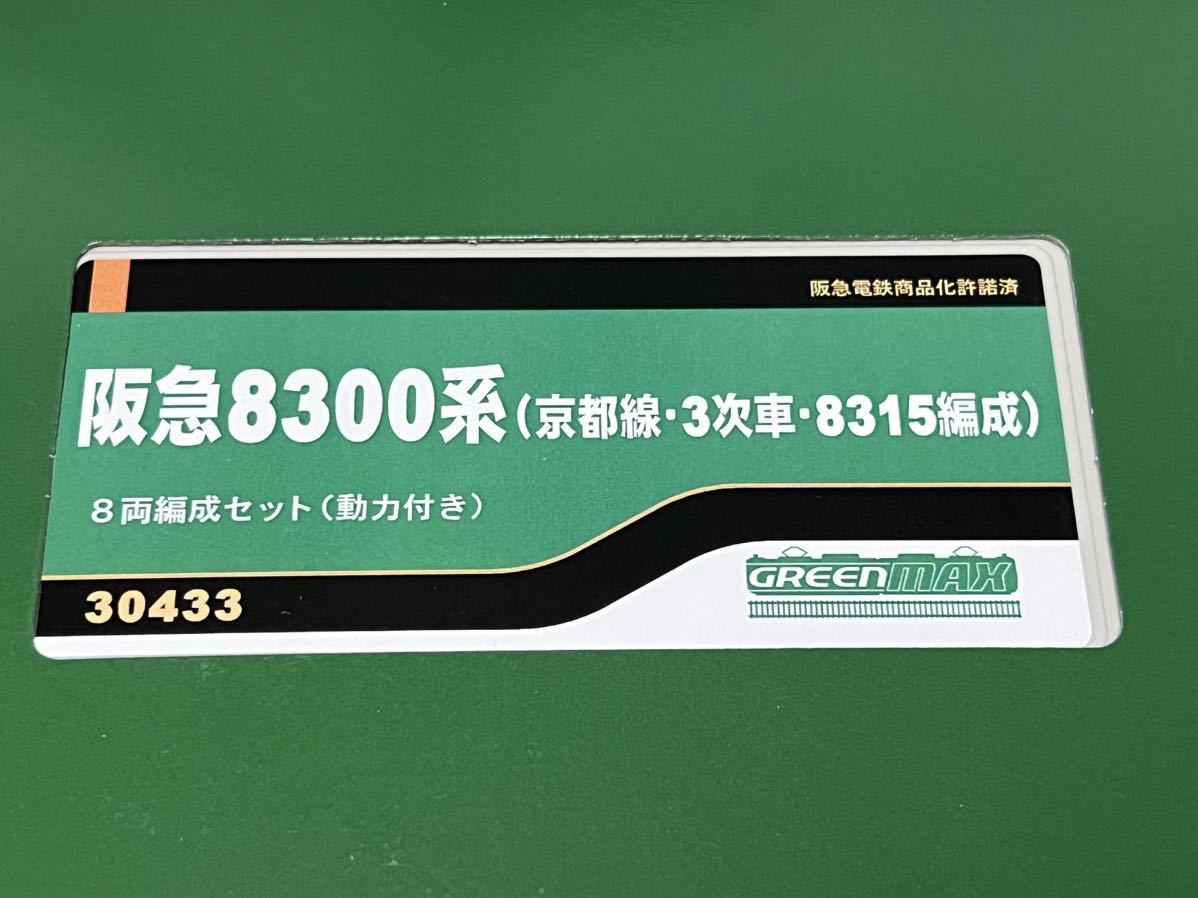 阪急電鉄商品化許諾済
阪急8300系(京都線・3次車・8315編成)
8両編成セット(動力付き)
30433
GREENMAX